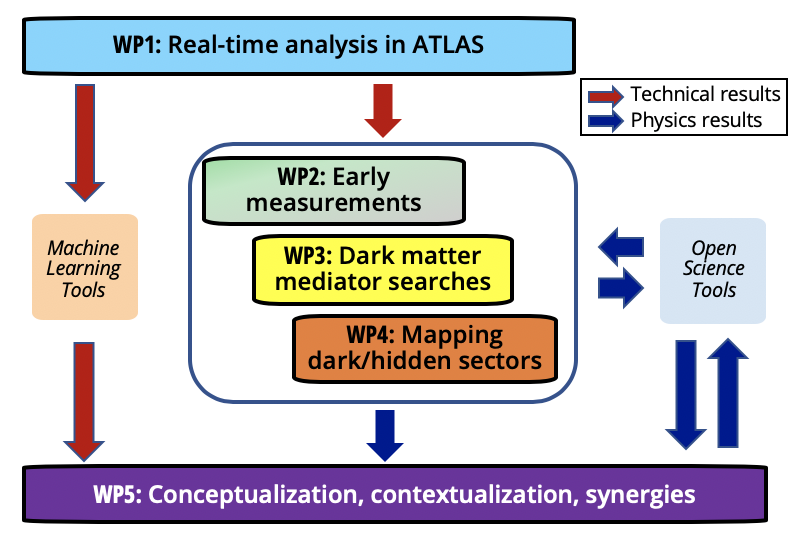 WP1: Real-time analysis in ATLAS
Technical results
Physics results
WP2: Early
measurements
WP3: Dark matter
mediator searches
WP4: Mapping
dark/hidden sectors
Machine
Learning
Tools
Open
Science
Tools
WP5: Conceptualization, contextualization, synergies